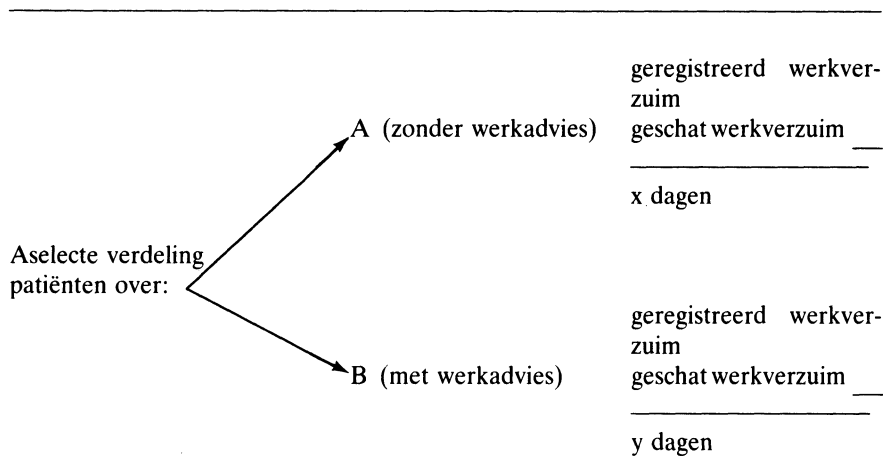 geregistreerd werkver-
zuim
A (zonder werkadvies) geschat werkverzuim
x dagen
Aselecte verdeling
patiënten over:
geregistreerd werkver-
zuim
B (met werkadvies) geschat werkverzuim
y dagen